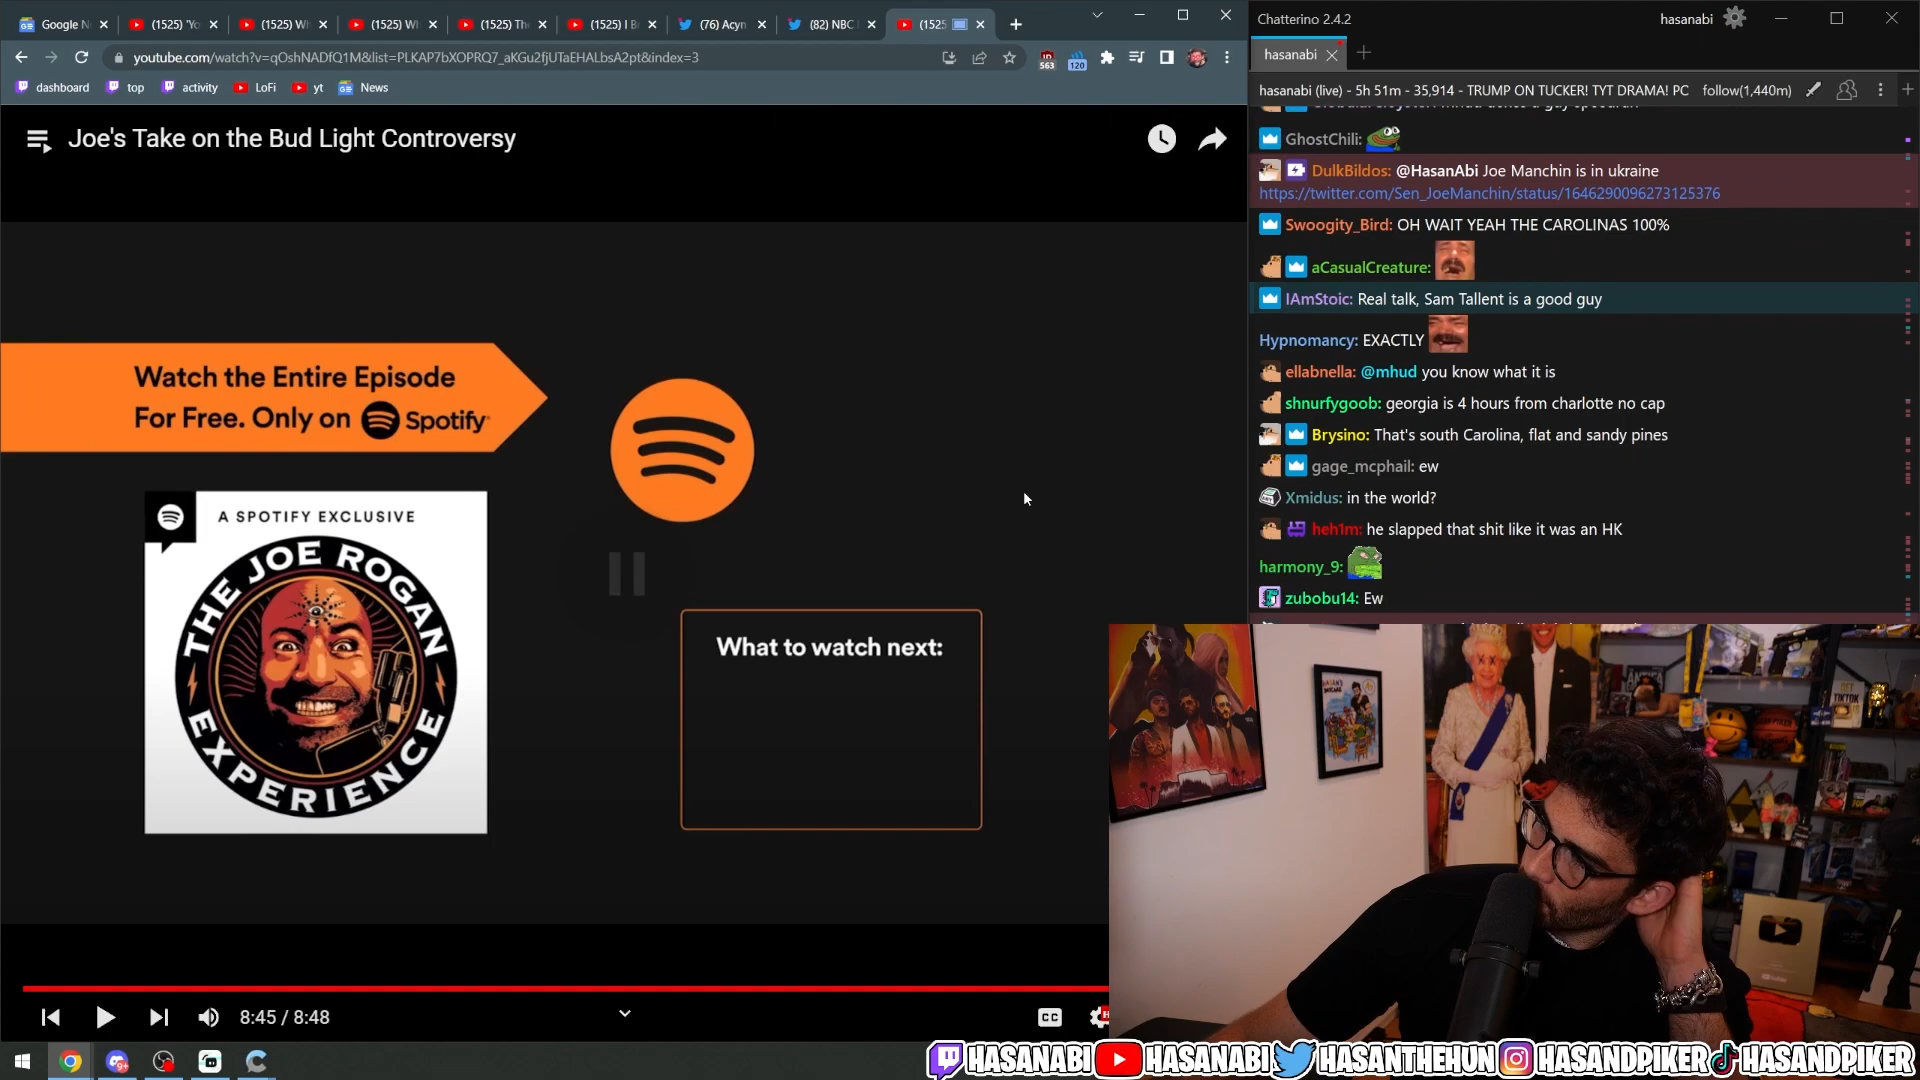 Google N
(1525) 'Yo
(1525) Wh
(1525) Wh
(1525) The
(1525) I B
(76) Acyn
(82) NBC
(1525
youtube.com/watch?v=qOshNADfQ1M&list=PLKAP7bXOPRQ7_aKGu2fjUTaEHALbsA2pt&index=3
563
120
dashboard
top
activity
LoFi
yt
News
Joe's Take on the Bud Light Controversy
Watch the Entire Episode
For Free. Only on Spotify
A SPOTIFY EXCLUSIVE
THE JOE ROGAN
EXPERIENCE
What to watch next:
8:45 / 8:48
CC
Chatterino 2.4.2
hasanabi
hasanabi
hasanabi (live) - 5h 51m - 35,914 - TRUMP ON TUCKER! TYT DRAMA! PC
follow(1,440m)
GhostChili:
DulkBildos: @HasanAbi Joe Manchin is in ukraine
https://twitter.com/Sen_JoeManchin/status/1646290096273125376
Swoogity_Bird: OH WAIT YEAH THE CAROLINAS 100%
aCasualCreature:
IAmStoic: Real talk, Sam Tallent is a good guy
Hypnomancy: EXACTLY
ellabnella: @mhud you know what it is
shnurfygoob: georgia is 4 hours from charlotte no cap
Brysino: That's south Carolina, flat and sandy pines
gage_mcphail: ew
Xmidus: in the world?
heh1m: he slapped that shit like it was an HK
harmony_9:
zubobu14: Ew
HASANABI
HASANABI
HASANTHEHUN
HASANDPIKER
HASANDPIKER